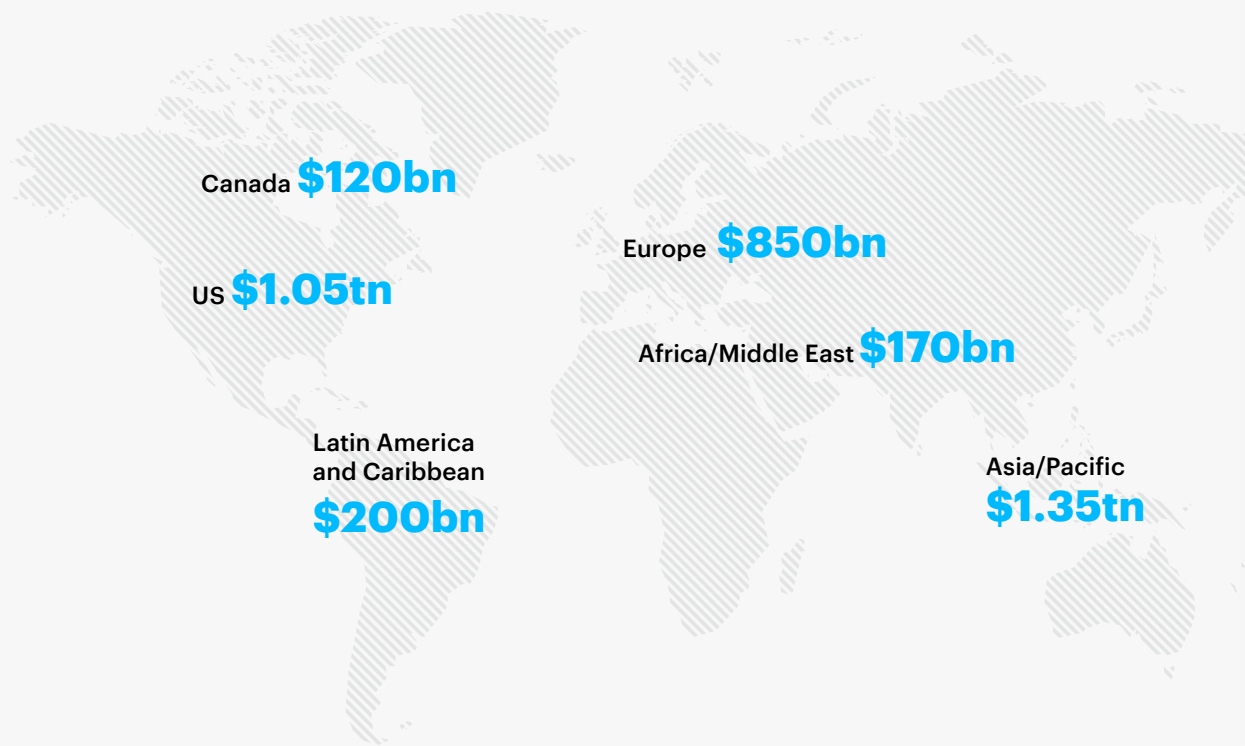 Canada $120bn
US $1.05tn
Europe $850bn
Africa/Middle East $170bn
Latin America
and Caribbean
$200bn
Asia/Pacific
$1.35tn